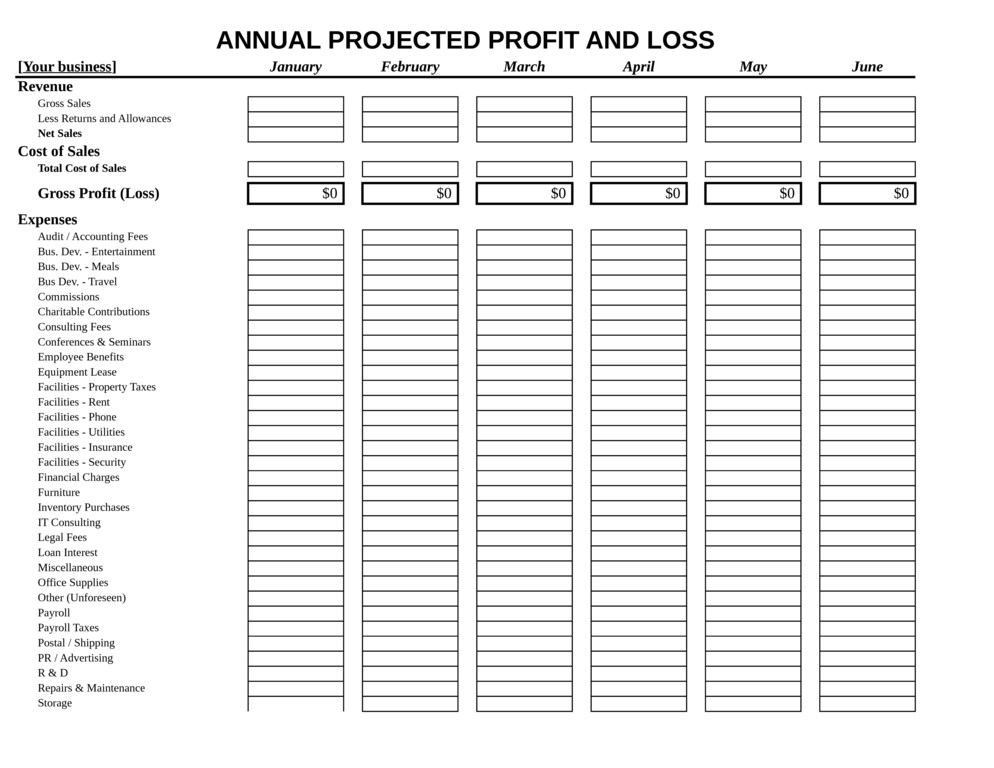 ANNUAL PROJECTED PROFIT AND LOSS
[Your business] January February March April May June
Revenue
Gross Sales
Less Returns and Allowances
Net Sales
Cost of Sales
Total Cost of Sales
Gross Profit (Loss) $0 $0 $0 $0 $0 $0
Expenses
Audit / Accounting Fees
Bus. Dev. - Entertainment
Bus. Dev. - Meals
Bus Dev. - Travel
Commissions
Charitable Contributions
Consulting Fees
Conferences & Seminars
Employee Benefits
Equipment Lease
Facilities - Property Taxes
Facilities - Rent
Facilities - Phone
Facilities - Utilities
Facilities - Insurance
Facilities - Security
Financial Charges
Furniture
Inventory Purchases
IT Consulting
Legal Fees
Loan Interest
Miscellaneous
Office Supplies
Other (Unforeseen)
Payroll
Payroll Taxes
Postal / Shipping
PR / Advertising
R & D
Repairs & Maintenance
Storage